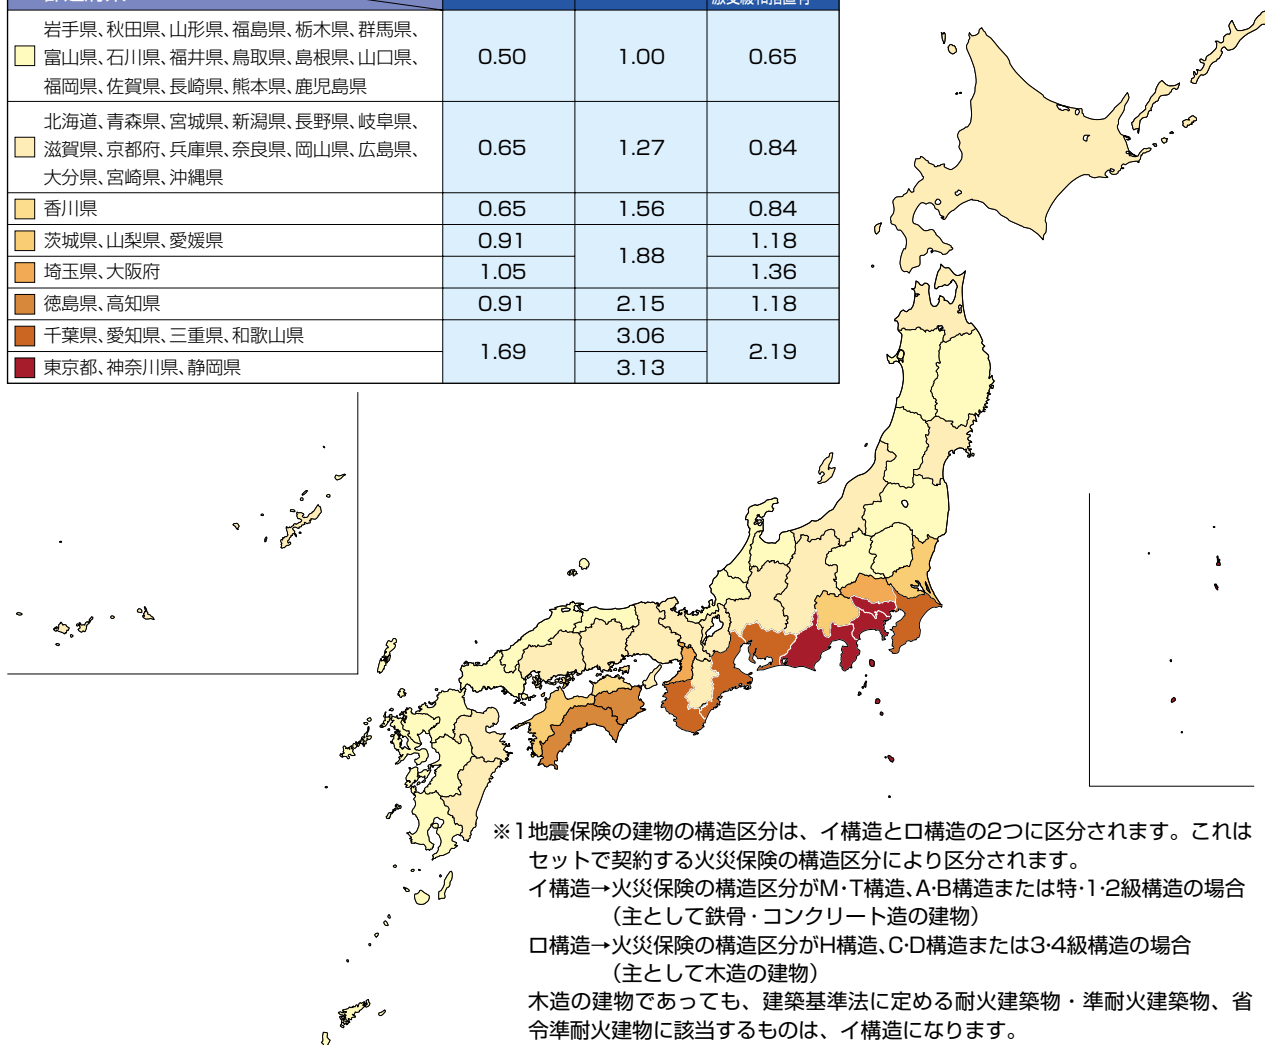 岩手県、秋田県、山形県、福島県、栃木県、群馬県、
富山県、石川県、福井県、鳥取県、島根県、山口県、
福岡県、佐賀県、長崎県、熊本県、鹿児島県
0.50 1.00 0.65
北海道、青森県、宮城県、新潟県、長野県、岐阜県、
滋賀県、京都府、兵庫県、奈良県、岡山県、広島県、
大分県、宮崎県、沖縄県
0.65 1.27 0.84
香川県 0.65 1.56 0.84
茨城県、山梨県、愛媛県 0.91 1.88 1.18
埼玉県、大阪府 1.05 1.36
徳島県、高知県 0.91 2.15 1.18
千葉県、愛知県、三重県、和歌山県 1.69 3.06 2.19
東京都、神奈川県、静岡県 3.13
※1地震保険の建物の構造区分は、イ構造とロ構造の2つに区分されます。これは
セットで契約する火災保険の構造区分により区分されます。
イ構造→火災保険の構造区分がM・T構造、A・B構造または特・1・2級構造の場合
(主として鉄骨・コンクリート造の建物)
ロ構造→火災保険の構造区分がH構造、C・D構造または3・4級構造の場合
(主として木造の建物)
木造の建物であっても、建築基準法に定める耐火建築物・準耐火建築物、省
令準耐火建物に該当するものは、イ構造になります。